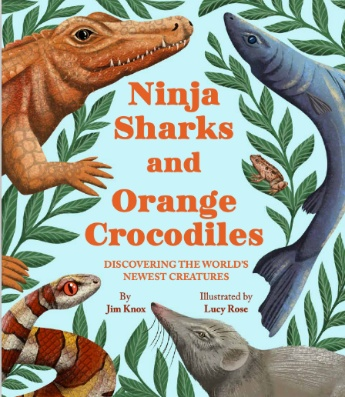 Ninja
Sharks
and
Orange
Crocodiles
DISCOVERING THE WORLD'S
NEWEST CREATURES
By
Jim Knox
Illustrated by
Lucy Rose